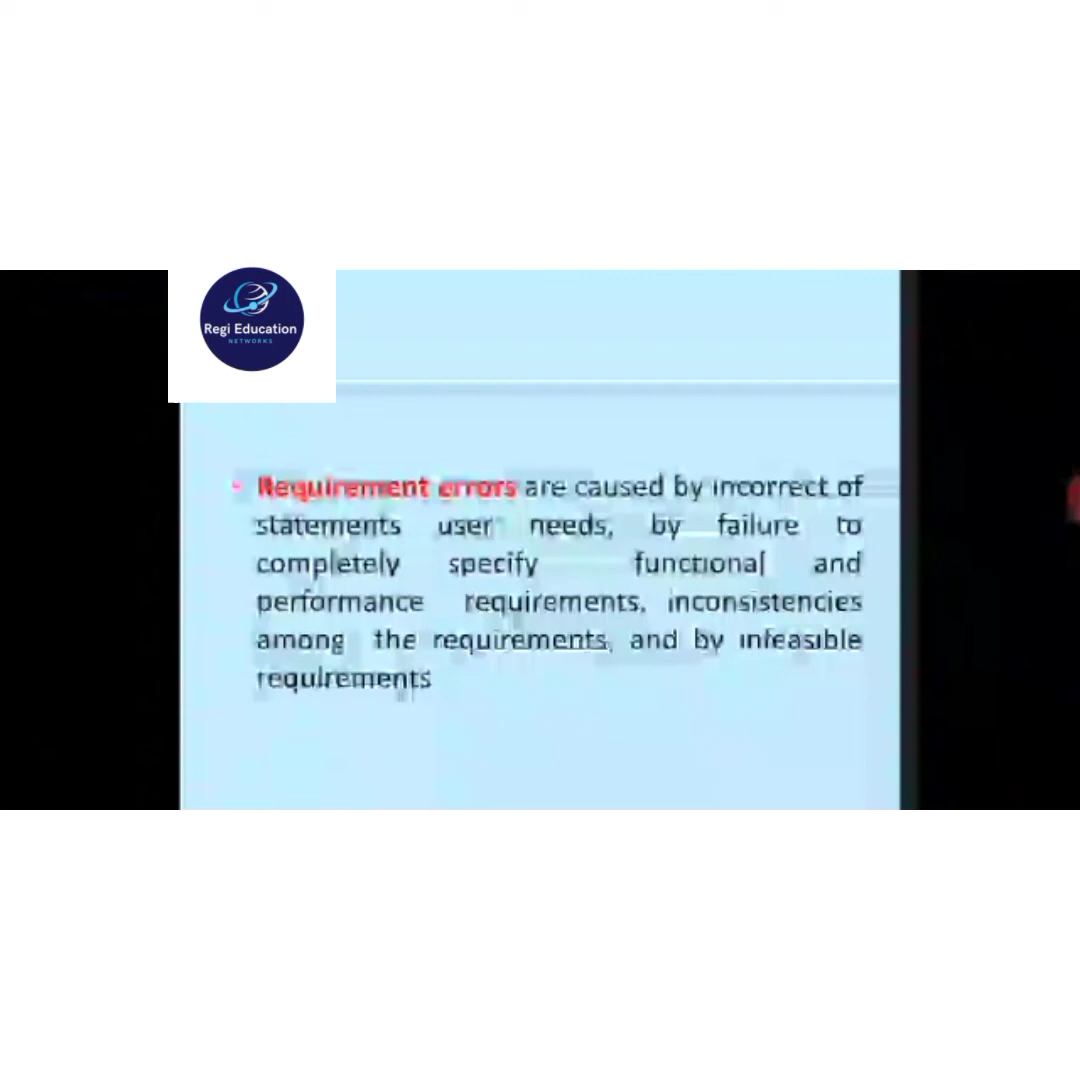 Regi Education
NETWORKS
• Requirement errors are caused by incorrect of
statements user needs, by failure to
completely specify functional and
performance requirements, inconsistencies
among the requirements, and by infeasible
requirements